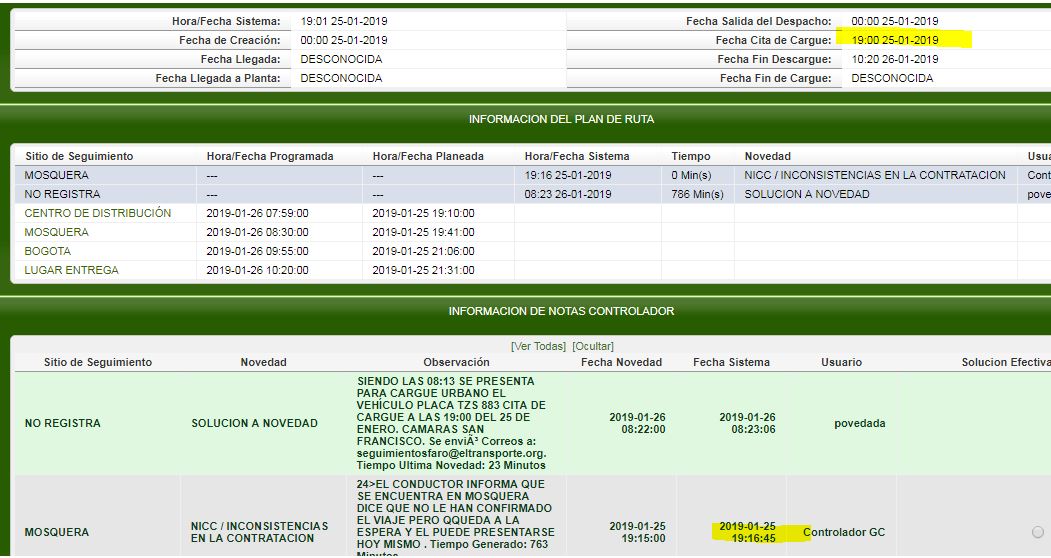 Hora/Fecha Sistema: 19:01 25-01-2019 Fecha Salida del Despacho: 00:00 25-01-2019
Fecha de Creación: 00:00 25-01-2019 Fecha Cita de Cargue: 19:00 25-01-2019
Fecha Llegada: DESCONOCIDA Fecha Fin Descargue: 10:20 26-01-2019
Fecha Llegada a Planta: DESCONOCIDA Fecha Fin de Cargue: DESCONOCIDA
INFORMACION DEL PLAN DE RUTA
Sitio de Seguimiento Hora/Fecha Programada Hora/Fecha Planeada Hora/Fecha Sistema Tiempo Novedad Usua
MOSQUERA --- --- 19:16 25-01-2019 0 Min(s) NICC / INCONSISTENCIAS EN LA CONTRATACION Cont
NO REGISTRA --- --- 08:23 26-01-2019 786 Min(s) SOLUCION A NOVEDAD pove
CENTRO DE DISTRIBUCIÓN 2019-01-26 07:59:00 2019-01-25 19:10:00
MOSQUERA 2019-01-26 08:30:00 2019-01-25 19:41:00
BOGOTA 2019-01-26 09:55:00 2019-01-25 21:06:00
LUGAR ENTREGA 2019-01-26 10:20:00 2019-01-25 21:31:00
INFORMACION DE NOTAS CONTROLADOR
[Ver Todas] [Ocultar]
Sitio de Seguimiento Novedad Observación Fecha Novedad Fecha Sistema Usuario Solucion Efectiva
NO REGISTRA
SOLUCION A NOVEDAD
SIENDO LAS 08:13 SE PRESENTA
PARA CARGUE URBANO EL
VEHÍCULO PLACA TZS 883 CITA DE
CARGUE A LAS 19:00 DEL 25 DE
ENERO. CAMARAS SAN
FRANCISCO. Se enviÃ³ Correos a:
seguimientosfaro@eltransporte.org.
Tiempo Ultima Novedad: 23 Minutos
2019-01-26
08:22:00
2019-01-26
08:23:06
povedada
MOSQUERA
NICC / INCONSISTENCIAS
EN LA CONTRATACION
24>EL CONDUCTOR INFORMA QUE
SE ENCUENTRA EN MOSQUERA
DICE QUE NO LE HAN CONFIRMADO
EL VIAJE PERO QQUEDA A LA
ESPERA Y EL PUEDE PRESENTARSE
HOY MISMO . Tiempo Generado: 763
Minutos
2019-01-25
19:15:00
2019-01-25
19:16:45
Controlador GC